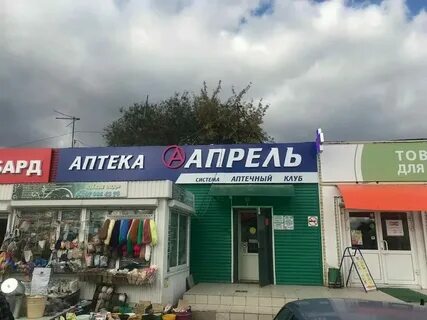 БАРД
АПТЕКА
АПРЕЛЬ
СИСТЕМА АПТЕЧНЫЙ КЛУБ
ТОВ
ДЛЯ